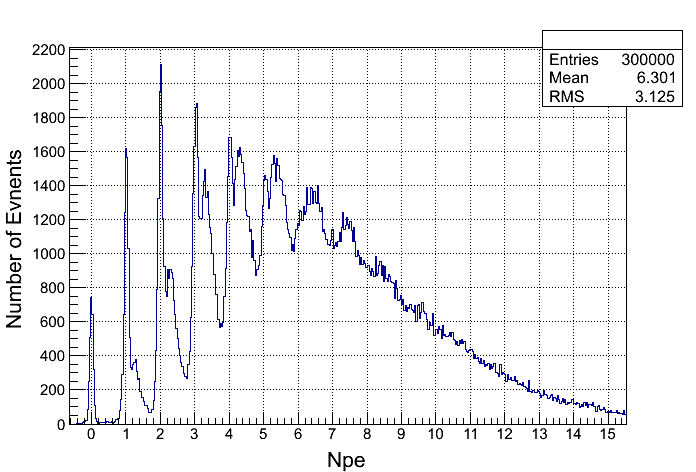 Entries 300000
Mean 6.301
RMS 3.125
Number of Evnents
2200
2000
1800
1600
1400
1200
1000
800
600
400
200
0
0 1 2 3 4 5 6 7 8 9 10 11 12 13 14 15
Npe